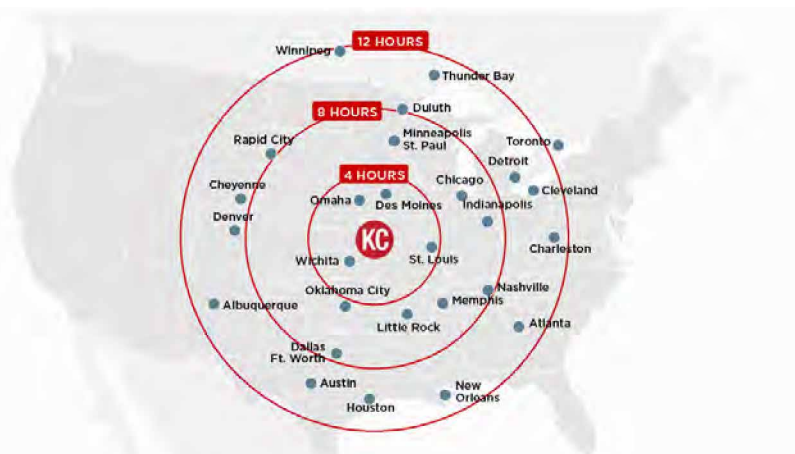 12 HOURS
Winnipeg
Thunder Bay
8 HOURS
Duluth
Minneapolis
St. Paul
Rapid City
Toronto
Detroit
4 HOURS
Chicago
Cheyenne
Cleveland
Omaha
Des Moines
Indianapolis
Denver
KC
Charleston
St. Louis
Wichita
Oklahoma City
Nashville
Memphis
Albuquerque
Little Rock
Atlanta
Dallas
Ft. Worth
Austin
New
Orleans
Houston